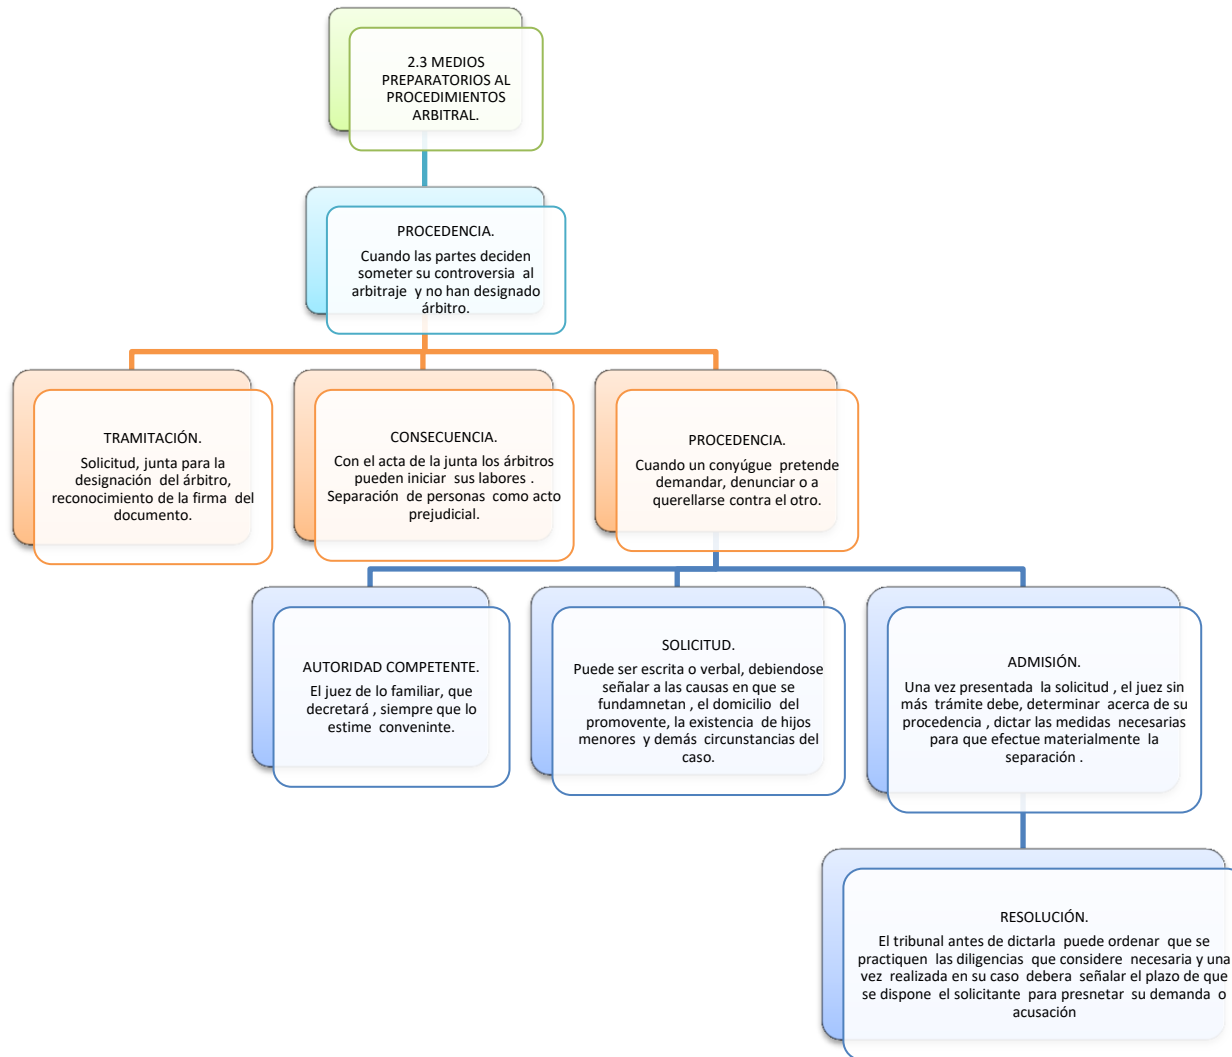 2.3 MEDIOS
PREPARATORIOS AL
PROCEDIMIENTOS
ARBITRAL.
PROCEDENCIA.
Cuando las partes deciden
someter su controversia al
arbitraje y no han designado
árbitro.
TRAMITACIÓN.
Solicitud, junta para la
designación del árbitro,
reconocimiento de la firma del
documento.
CONSECUENCIA.
Con el acta de la junta los árbitros
pueden iniciar sus labores .
Separación de personas como acto
prejudicial.
PROCEDENCIA.
Cuando un conyúgue pretende
demandar, denunciar o a
querellarse contra el otro.
AUTORIDAD COMPETENTE.
El juez de lo familiar, que
decretará , siempre que lo
estime conveninte.
SOLICITUD.
Puede ser escrita o verbal, debiendose
señalar a las causas en que se
fundamnetan , el domicilio del
promovente, la existencia de hijos
menores y demás circunstancias del
caso.
ADMISIÓN.
Una vez presentada la solicitud , el juez sin
más trámite debe, determinar acerca de su
procedencia , dictar las medidas necesarias
para que efectue materialmente la
separación .
RESOLUCIÓN.
El tribunal antes de dictarla puede ordenar que se
practiquen las diligencias que considere necesaria y una
vez realizada en su caso debera señalar el plazo de que
se dispone el solicitante para presnetar su demanda o
acusación